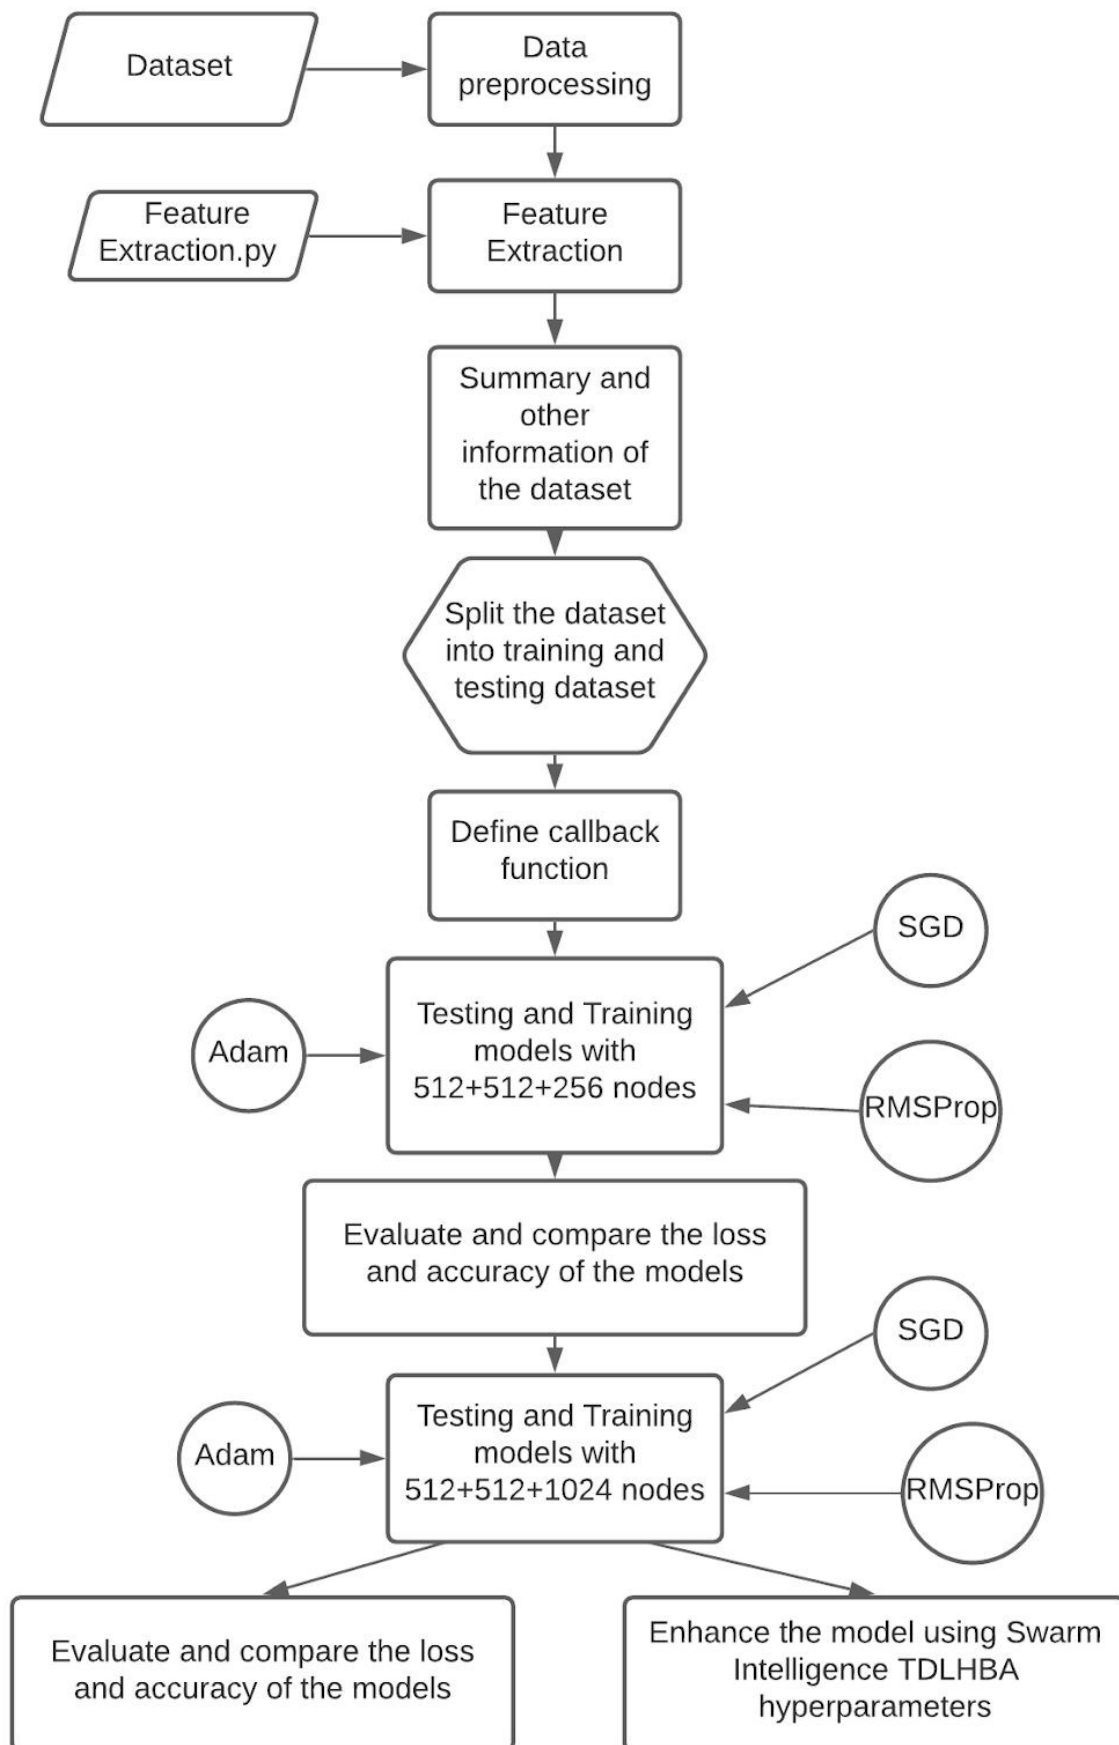 Dataset
Data
preprocessing
Feature
Extraction.py
Feature
Extraction
Summary and
other
information of
the dataset
Split the dataset
into training and
testing dataset
Define callback
function
SGD
Adam
Testing and Training
models with
512+512+256 nodes
RMSProp
Evaluate and compare the loss
and accuracy of the models
SGD
Adam
Testing and Training
models with
512+512+1024 nodes
RMSProp
Evaluate and compare the loss
and accuracy of the models
Enhance the model using Swarm
Intelligence TDLHBA
hyperparameters